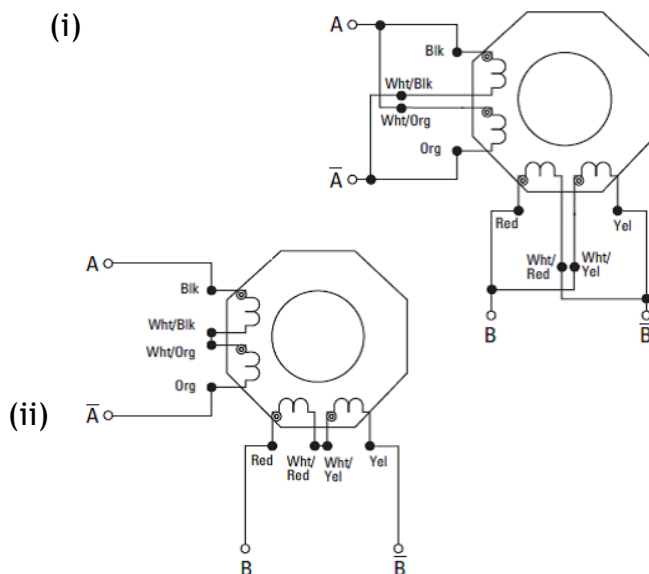 (i)
A
Blk
Wht/Blk
Wht/Org
Org
A̅
Red
Yel
Wht/
Red
Wht/
Yel
B
B̅
(ii)
A
Blk
Wht/Blk
Wht/Org
Org
A̅
Red
Wht/
Red
Wht/
Yel
Yel
B
B̅